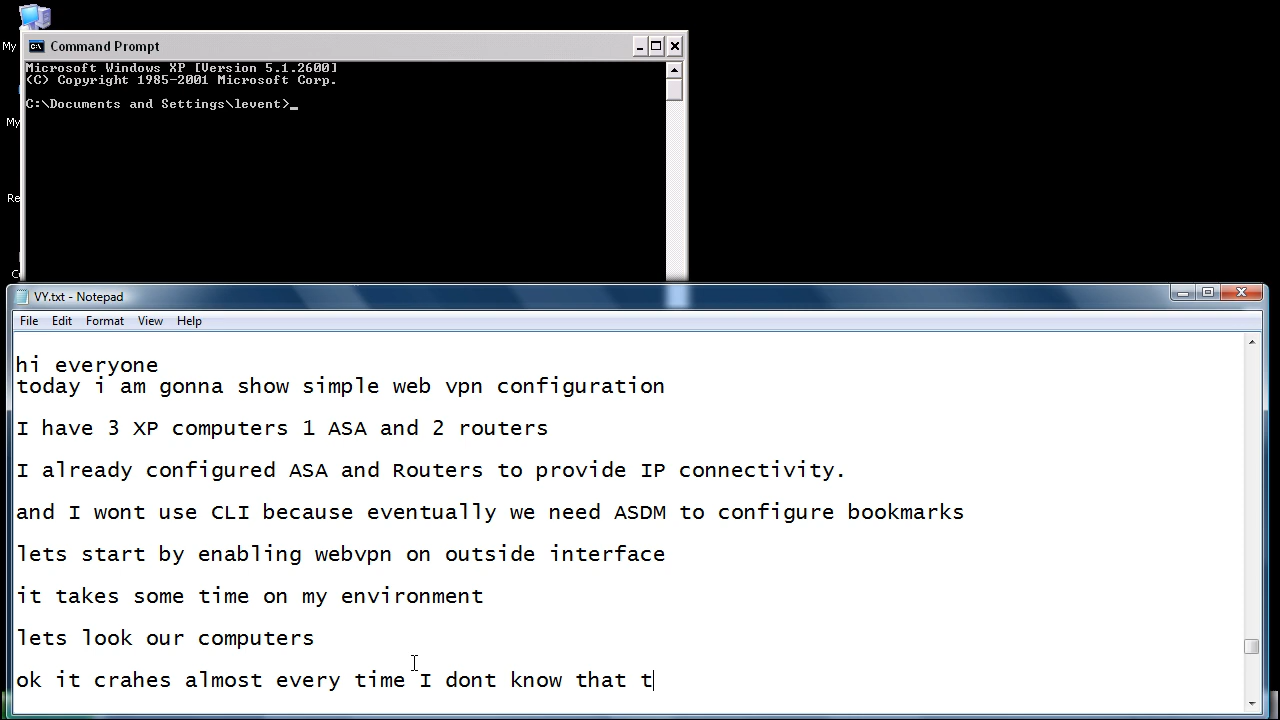 My
Command Prompt
Microsoft Windows XP [Version 5.1.2600]
(C) Copyright 1985-2001 Microsoft Corp.
C:\Documents and Settings\levent>_
My
Re
C
VY.txt - Notepad
File Edit Format View Help
hi everyone
today i am gonna show simple web vpn configuration
I have 3 XP computers 1 ASA and 2 routers
I already configured ASA and Routers to provide IP connectivity.
and I wont use CLI because eventually we need ASDM to configure bookmarks
lets start by enabling webvpn on outside interface
it takes some time on my environment
lets look our computers
ok it crahes almost every time I dont know that t